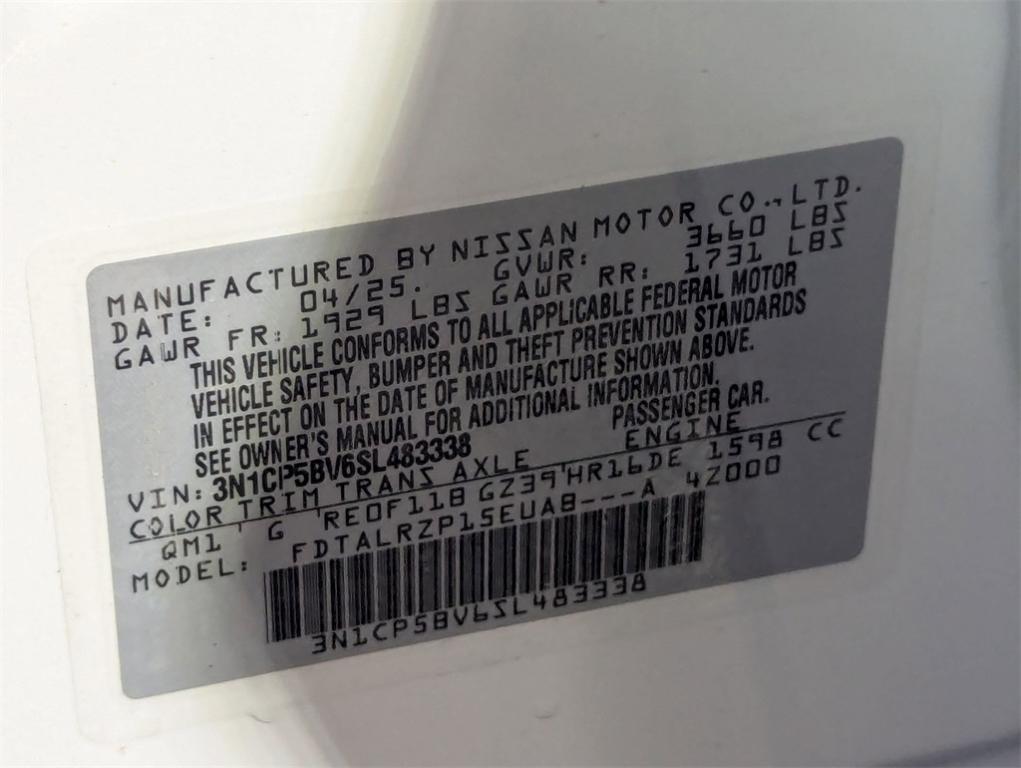 MANUFACTURED BY NISSAN MOTOR CO., LTD.
DATE: 04/25. GVWR: 3660 LBS
GAWR FR: 1929 LBS GAWR RR: 1731 LBS
THIS VEHICLE CONFORMS TO ALL APPLICABLE FEDERAL MOTOR
VEHICLE SAFETY, BUMPER AND THEFT PREVENTION STANDARDS
IN EFFECT ON THE DATE OF MANUFACTURE SHOWN ABOVE.
SEE OWNER'S MANUAL FOR ADDITIONAL INFORMATION.
VIN: 3N1CP5BV6SL483338 PASSENGER CAR.
COLOR TRIM TRANS AXLE ENGINE
QM1 G RE0F11B GZ39 HR16DE 1598 CC
MODEL: FDTALRZP15EUAB---A 4Z000
3N1CP5BV6SL483338